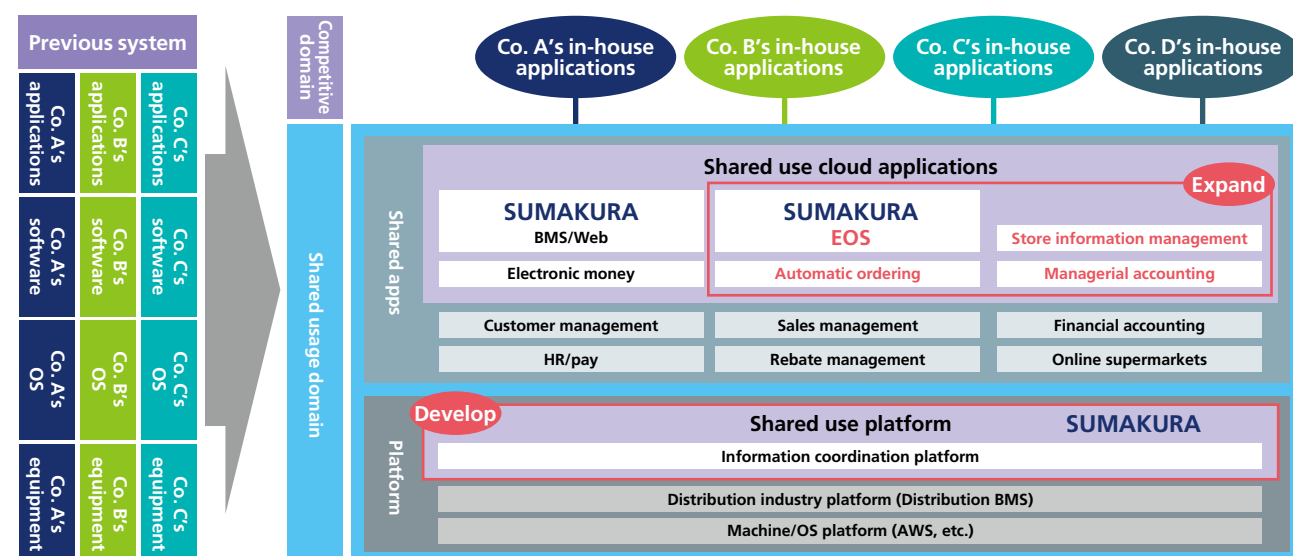 Previous system
Co. A's
applications
Co. B's
applications
Co. C's
applications
Co. A's
software
Co. B's
software
Co. C's
software
Co. A's
OS
Co. B's
OS
Co. C's
OS
Co. A's
equipment
Co. B's
equipment
Co. C's
equipment
Competitive
domain
Co. A's in-house
applications
Co. B's in-house
applications
Co. C's in-house
applications
Co. D's in-house
applications
Shared usage domain
Shared apps
Shared use cloud applications
Expand
SUMAKURA
BMS/Web
SUMAKURA
EOS
Store information management
Electronic money
Automatic ordering
Managerial accounting
Customer management
Sales management
Financial accounting
HR/pay
Rebate management
Online supermarkets
Platform
Develop
Shared use platform
SUMAKURA
Information coordination platform
Distribution industry platform (Distribution BMS)
Machine/OS platform (AWS, etc.)